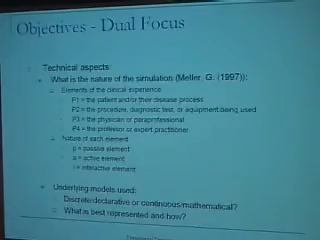 Objectives - Dual Focus
Technical aspects:
What is the nature of the simulation (Meller, G. (1997)):
Elements of the clinical experience
P1 = the patient and/or their disease process
P2 = the procedure, diagnostic test, or equipment being used
P3 = the physician or paraprofessional
P4 = the professor or expert practitioner
Nature of each element
p = passive element
a = active element
i = interactive element
Underlying models used:
Discrete/declarative or continuous/mathematical?
What is best represented and how?